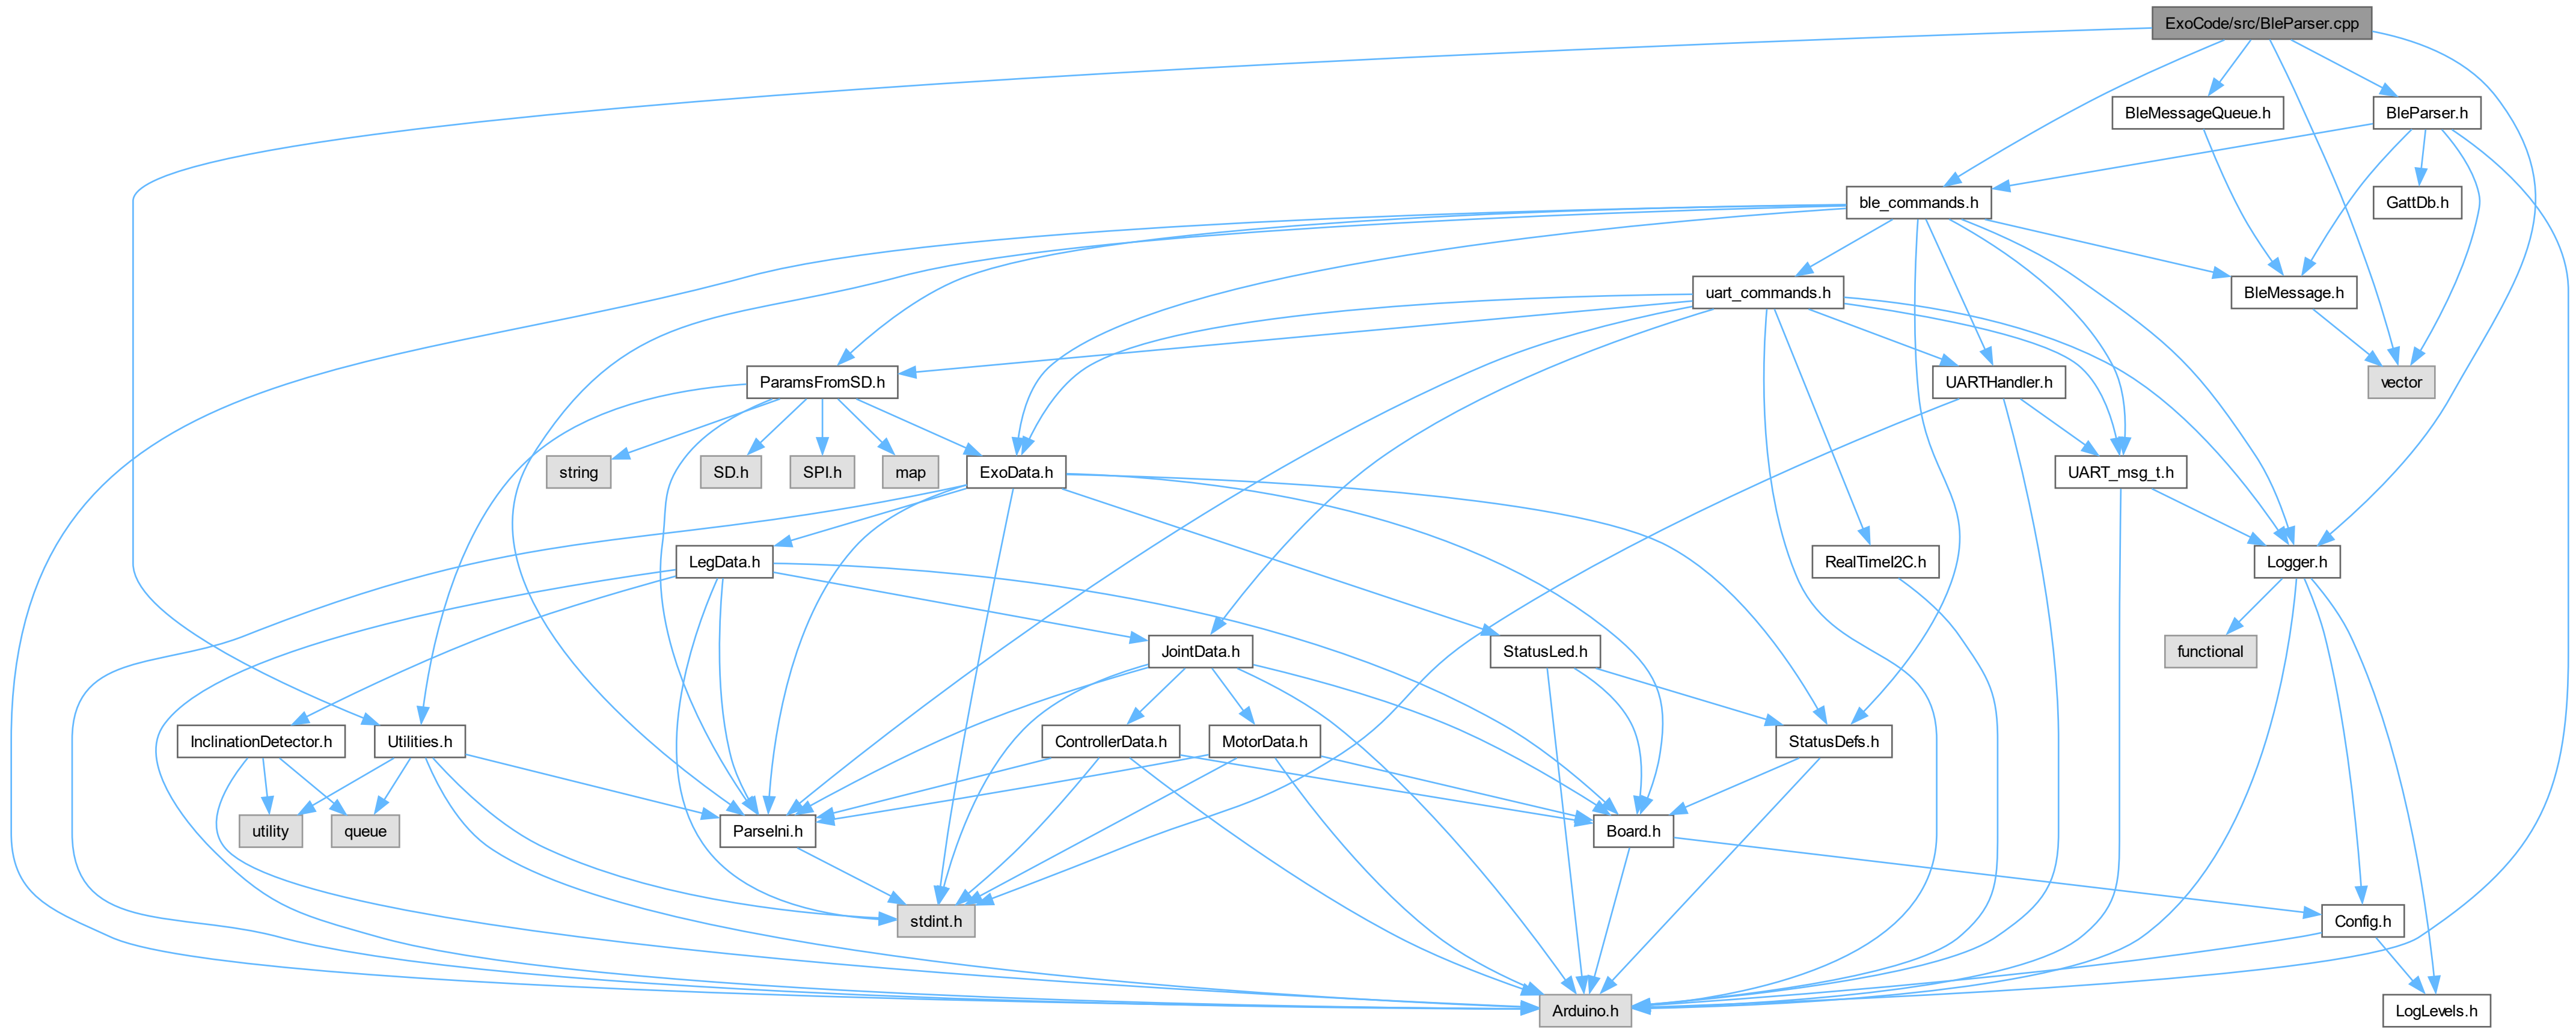 ExoCode/src/BleParser.cpp
BleMessageQueue.h
BleParser.h
ble_commands.h
GattDb.h
uart_commands.h
BleMessage.h
ParamsFromSD.h
UARTHandler.h
vector
string
SD.h
SPI.h
map
ExoData.h
UART_msg_t.h
LegData.h
RealTimeI2C.h
Logger.h
JointData.h
StatusLed.h
functional
InclinationDetector.h
Utilities.h
ControllerData.h
MotorData.h
StatusDefs.h
utility
queue
ParseIni.h
Board.h
stdint.h
Config.h
Arduino.h
LogLevels.h